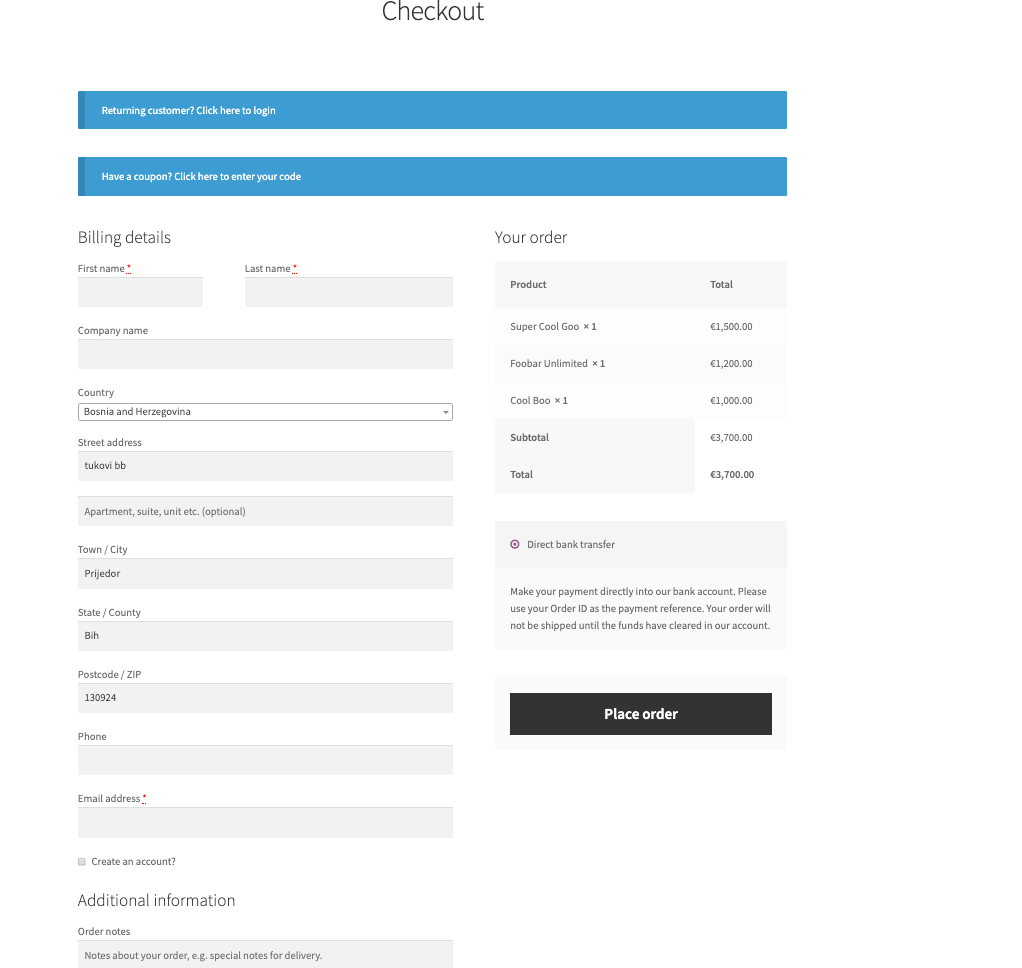 Checkout
Returning customer? Click here to login
Have a coupon? Click here to enter your code
Billing details
First name *
Last name *
Company name
Country
Bosnia and Herzegovina
Street address
tukovi bb
Apartment, suite, unit etc. (optional)
Town / City
Prijedor
State / County
Bih
Postcode / ZIP
130924
Phone
Email address *
Create an account?
Additional information
Order notes
Notes about your order, e.g. special notes for delivery.
Your order
Product Total
Super Cool Goo × 1 €1,500.00
Foobar Unlimited × 1 €1,200.00
Cool Boo × 1 €1,000.00
Subtotal €3,700.00
Total €3,700.00
Direct bank transfer
Make your payment directly into our bank account. Please
use your Order ID as the payment reference. Your order will
not be shipped until the funds have cleared in our account.
Place order